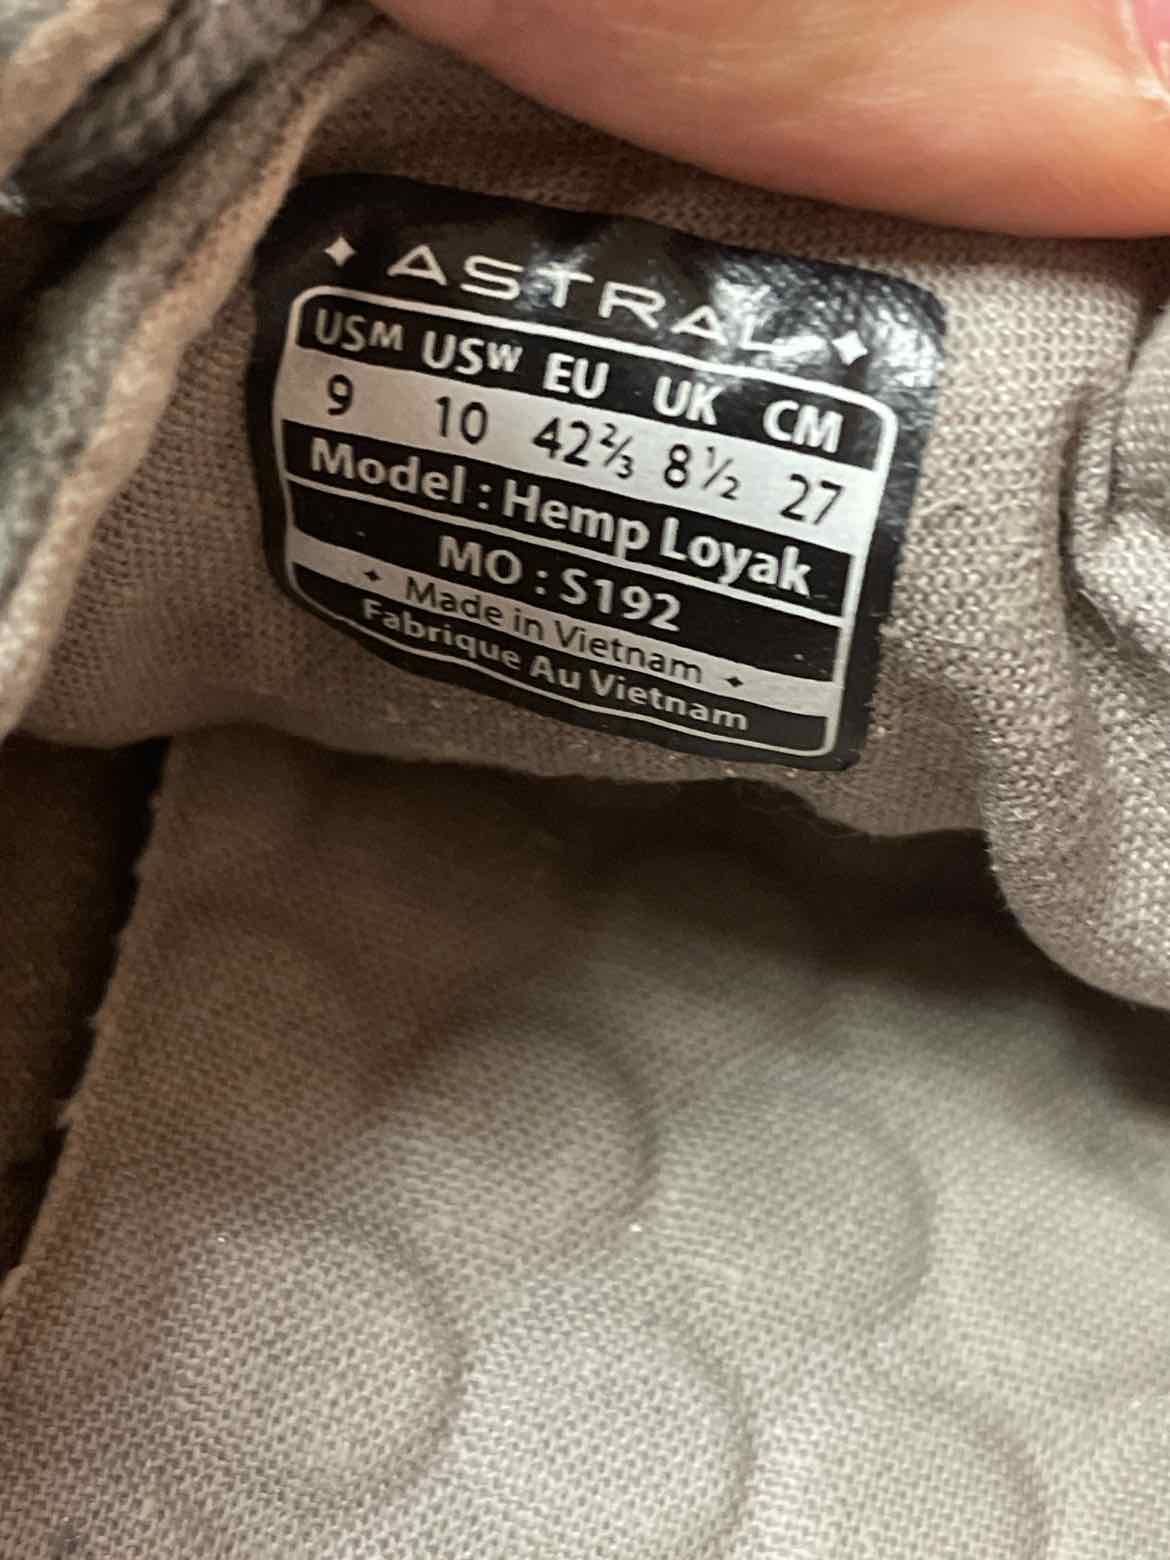 ✦ ASTRAL ✦
USM USW EU UK CM
9 10 42⅔ 8½ 27
Model : Hemp Loyak
MO : S192
✦ Made in Vietnam ✦
Fabrique Au Vietnam